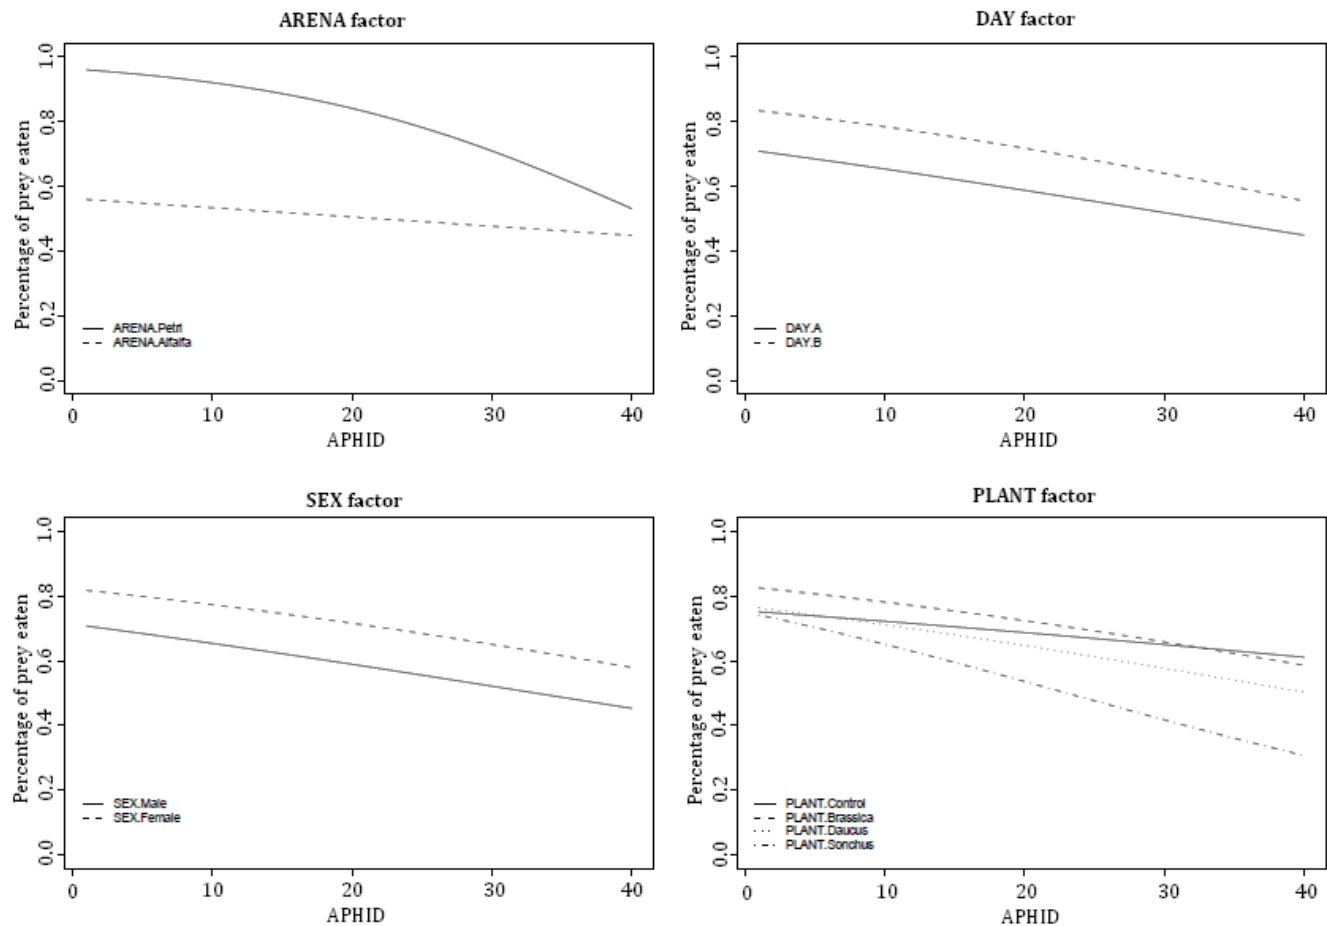 ARENA factor
Percentage of prey eaten
1.0
0.8
0.6
0.4
0.2
0.0
ARENA.Petri
ARENA.Alfalfa
0 10 20 30 40
APHID
DAY factor
Percentage of prey eaten
1.0
0.8
0.6
0.4
0.2
0.0
DAY.A
DAY.B
0 10 20 30 40
APHID
SEX factor
Percentage of prey eaten
1.0
0.8
0.6
0.4
0.2
0.0
SEX.Male
SEX.Female
0 10 20 30 40
APHID
PLANT factor
Percentage of prey eaten
1.0
0.8
0.6
0.4
0.2
0.0
PLANT.Control
PLANT.Brassica
PLANT.Daucus
PLANT.Sonchus
0 10 20 30 40
APHID